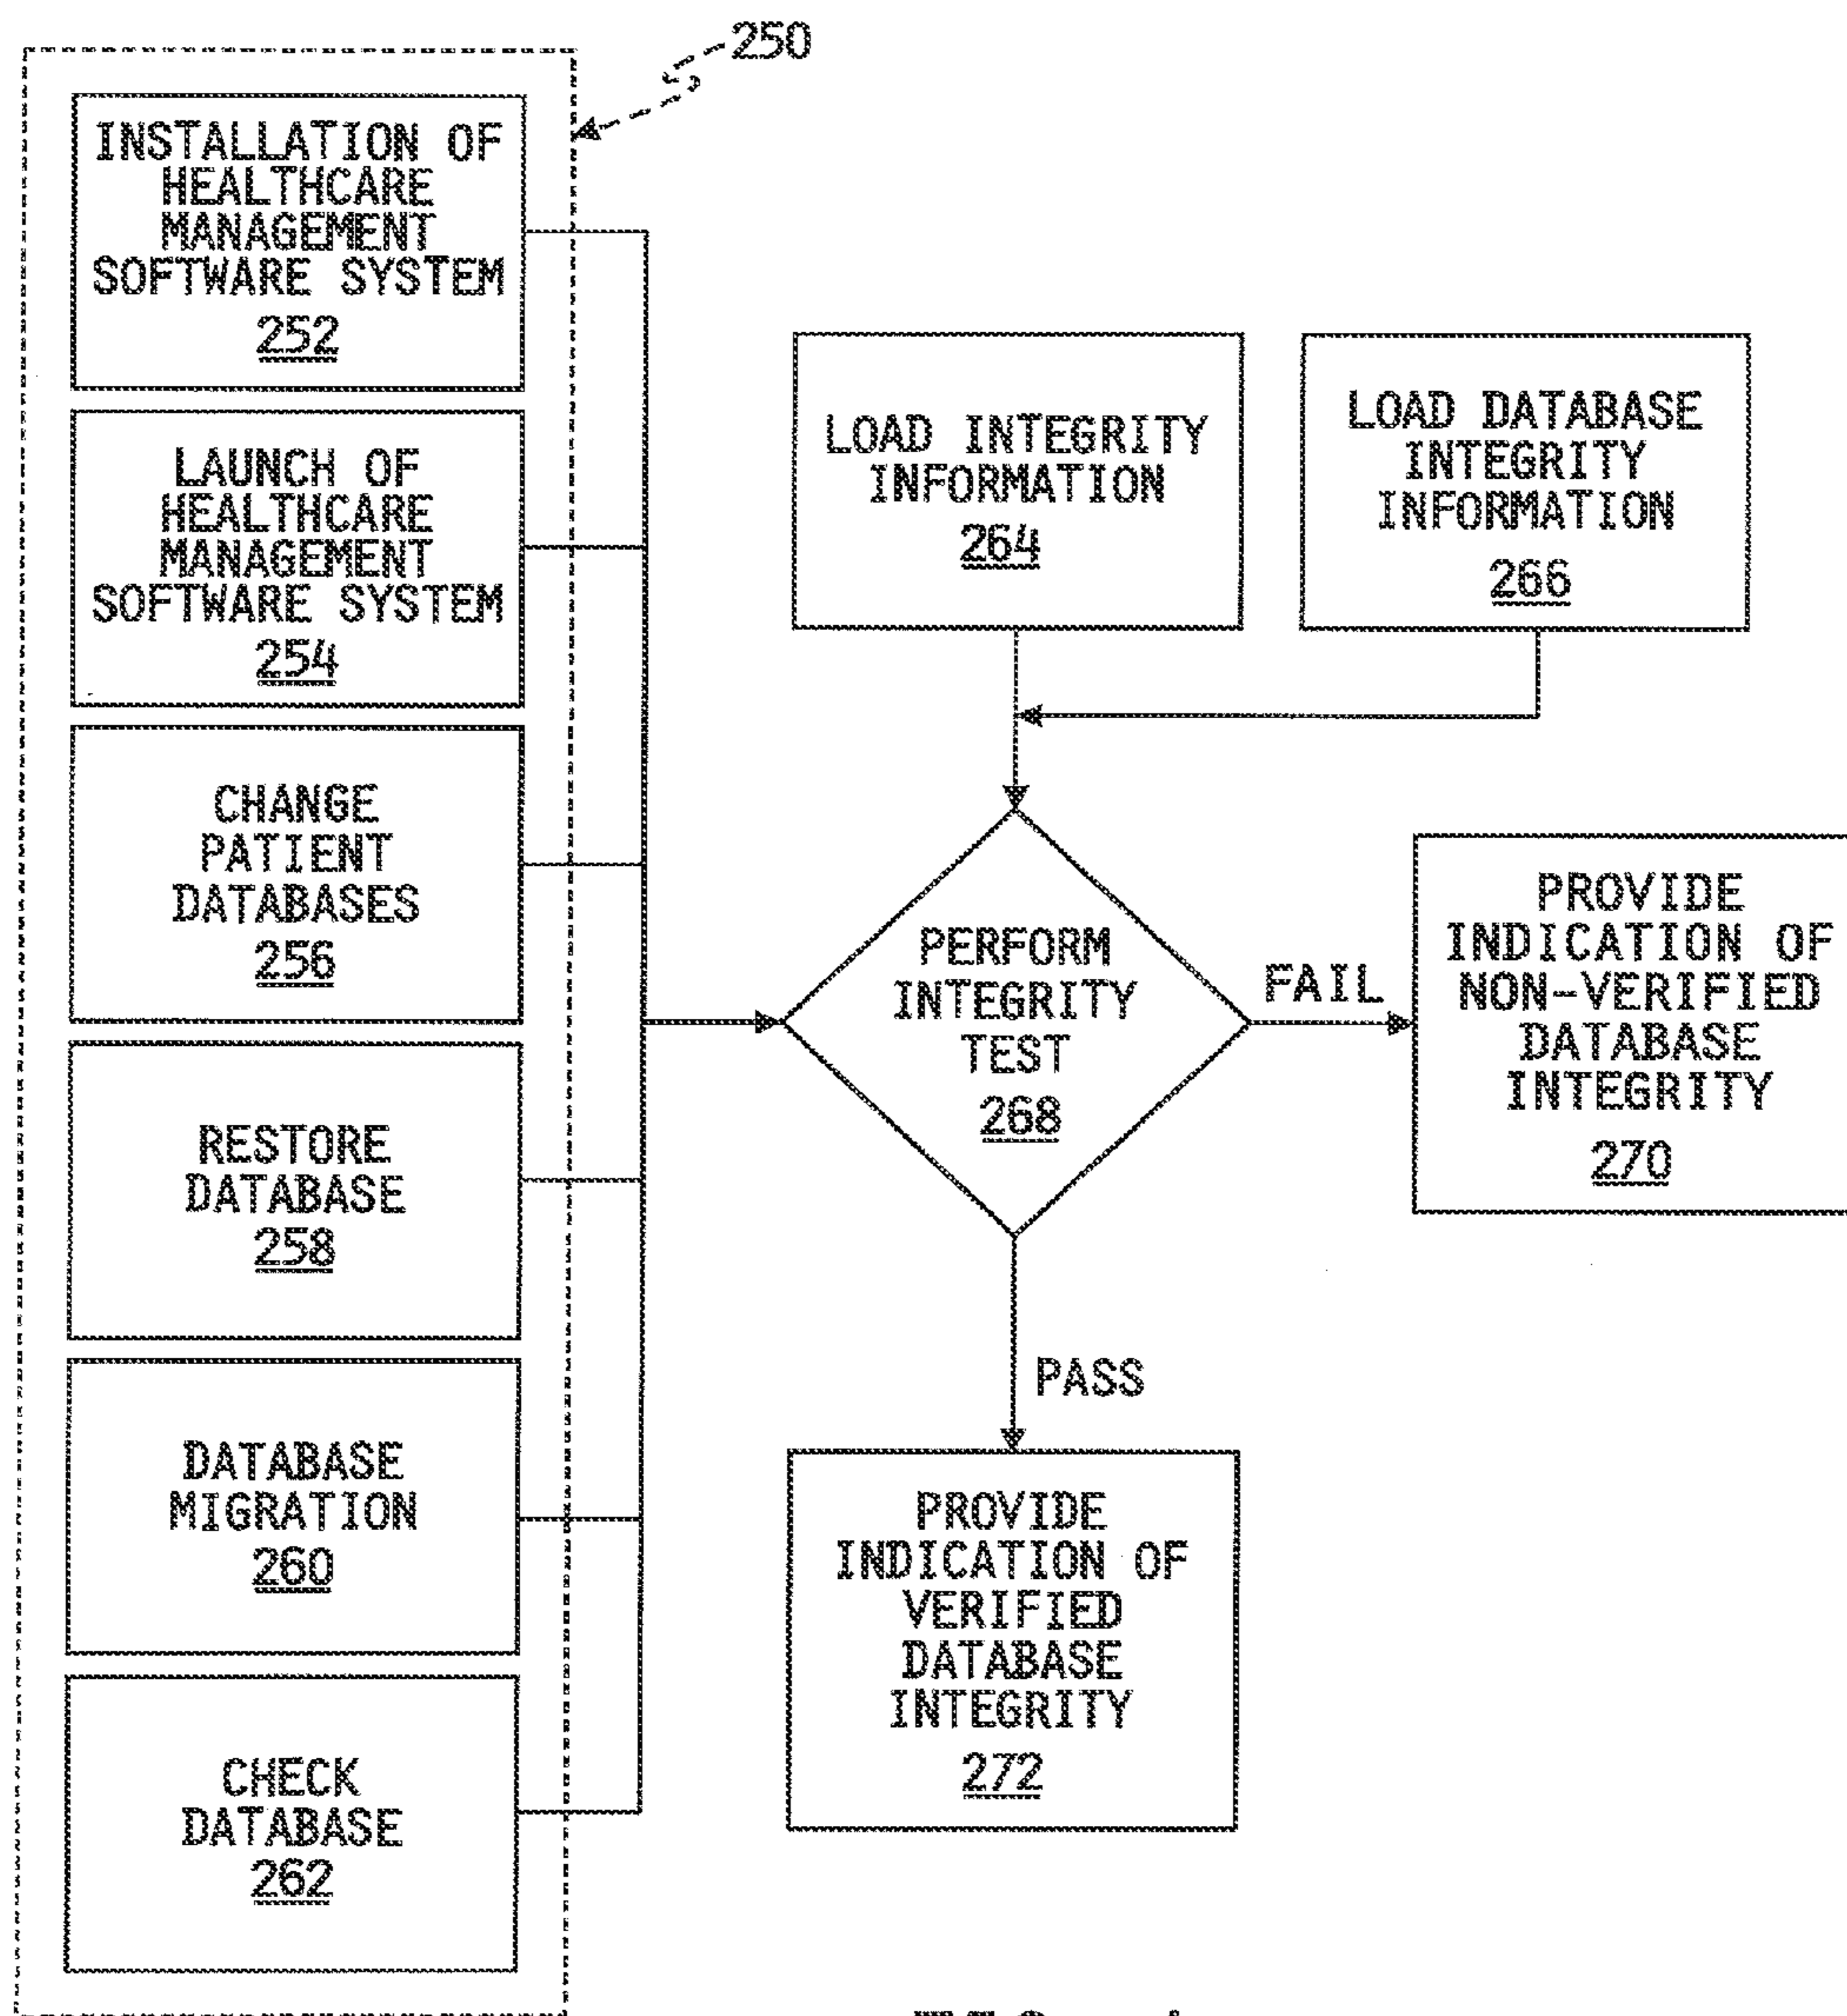 250
INSTALLATION OF
HEALTHCARE
MANAGEMENT
SOFTWARE SYSTEM
252
LAUNCH OF
HEALTHCARE
MANAGEMENT
SOFTWARE SYSTEM
254
CHANGE
PATIENT
DATABASES
256
RESTORE
DATABASE
258
DATABASE
MIGRATION
260
CHECK
DATABASE
262
LOAD INTEGRITY
INFORMATION
264
LOAD DATABASE
INTEGRITY
INFORMATION
266
PERFORM
INTEGRITY
TEST
268
FAIL
PROVIDE
INDICATION OF
NON-VERIFIED
DATABASE
INTEGRITY
270
PASS
PROVIDE
INDICATION OF
VERIFIED
DATABASE
INTEGRITY
272